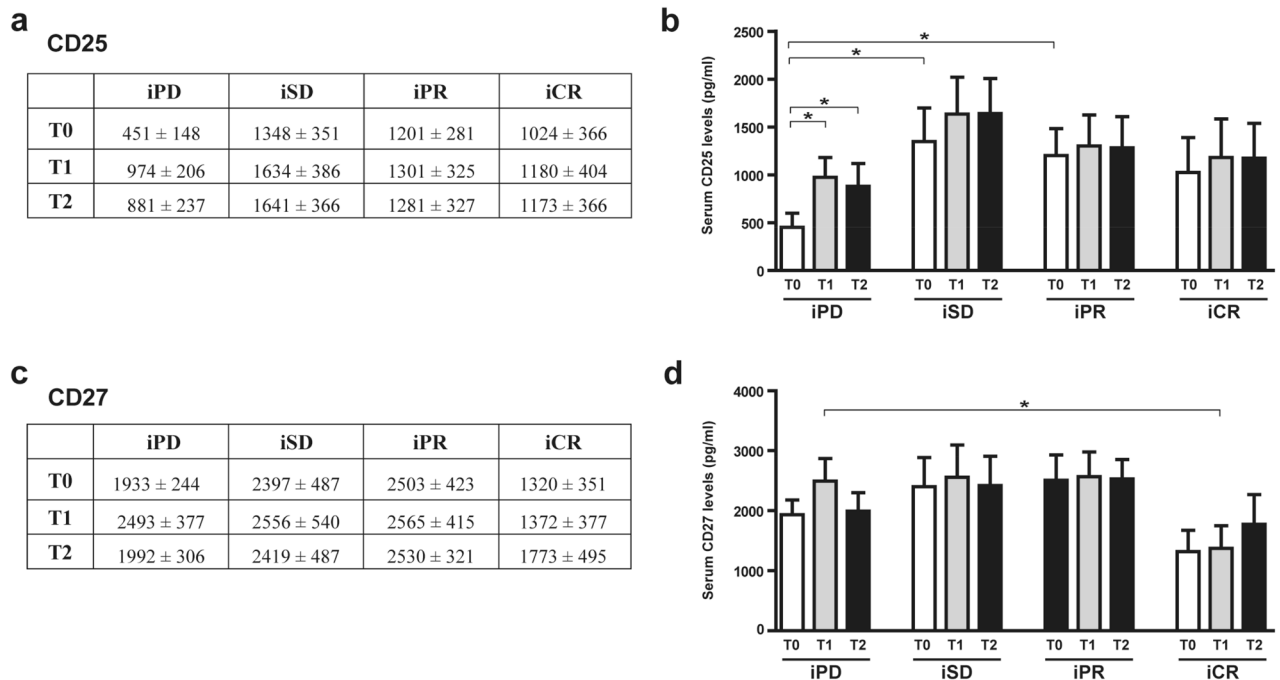 a
CD25
iPD iSD iPR iCR
T0 451 ± 148 1348 ± 351 1201 ± 281 1024 ± 366
T1 974 ± 206 1634 ± 386 1301 ± 325 1180 ± 404
T2 881 ± 237 1641 ± 366 1281 ± 327 1173 ± 366
b
Serum CD25 levels (pg/ml)
2500
2000
1500
1000
500
0
* 
*
*
*
T0 T1 T2 T0 T1 T2 T0 T1 T2 T0 T1 T2
iPD iSD iPR iCR
c
CD27
iPD iSD iPR iCR
T0 1933 ± 244 2397 ± 487 2503 ± 423 1320 ± 351
T1 2493 ± 377 2556 ± 540 2565 ± 415 1372 ± 377
T2 1992 ± 306 2419 ± 487 2530 ± 321 1773 ± 495
d
Serum CD27 levels (pg/ml)
4000
3000
2000
1000
0
*
T0 T1 T2 T0 T1 T2 T0 T1 T2 T0 T1 T2
iPD iSD iPR iCR